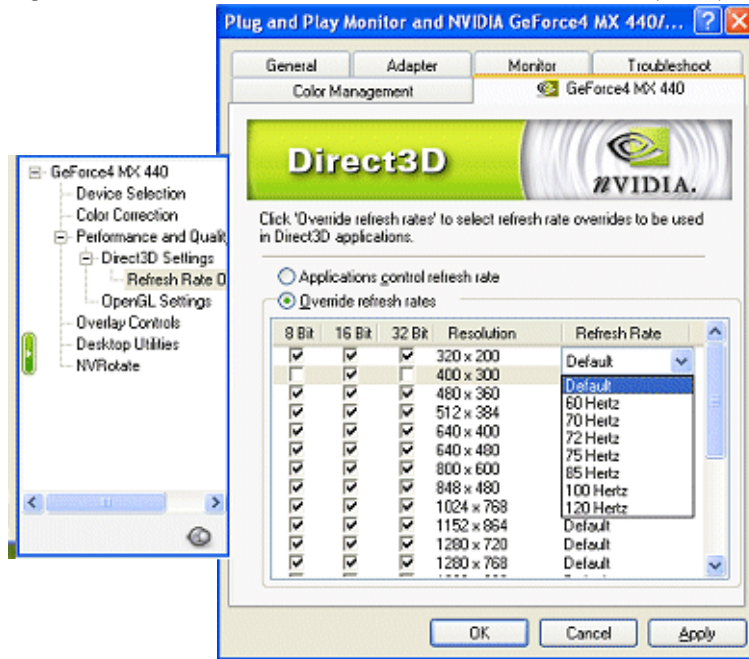 Plug and Play Monitor and NVIDIA GeForce4 MX 440/...
General Adapter Monitor Troubleshoot
Color Management GeForce4 MX 440
Direct3D
nVIDIA.
Click 'Override refresh rates' to select refresh rate overrides to be used
in Direct3D applications.
Applications control refresh rate
Override refresh rates
8 Bit 16 Bit 32 Bit Resolution Refresh Rate
320 x 200 Default
400 x 300 Default
480 x 360 60 Hertz
512 x 384 70 Hertz
640 x 400 72 Hertz
640 x 480 75 Hertz
800 x 600 85 Hertz
848 x 480 100 Hertz
1024 x 768 120 Hertz
1152 x 864 Default
1280 x 720 Default
1280 x 768 Default
OK Cancel Apply
GeForce4 MX 440
Device Selection
Color Correction
Performance and Qualit
Direct3D Settings
Refresh Rate O
OpenGL Settings
Overlay Controls
Desktop Utilities
NVRotate